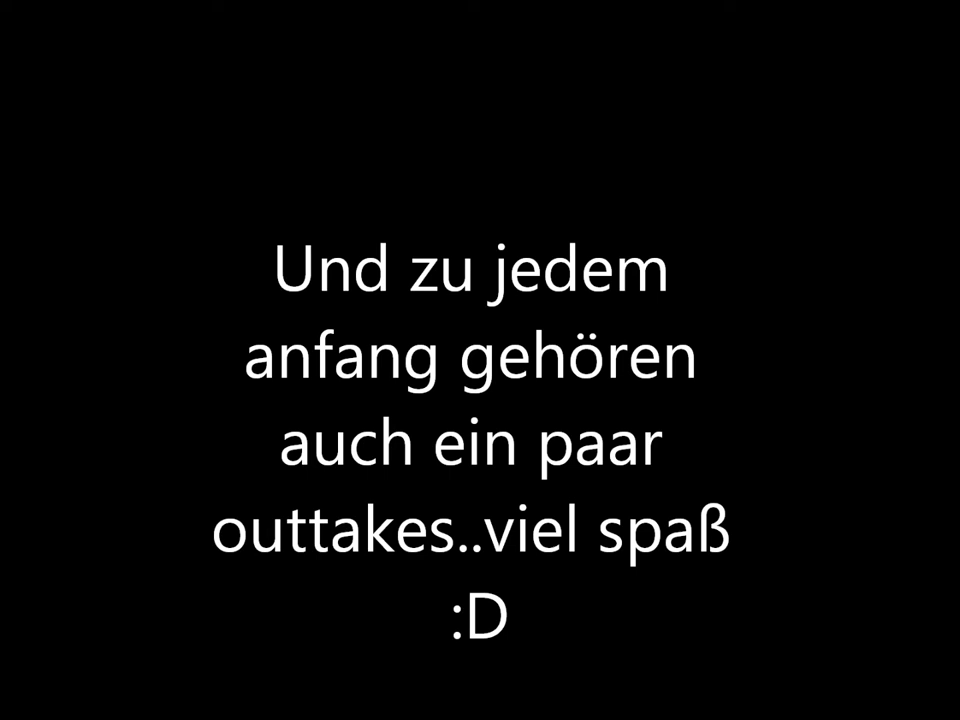 Und zu jedem
anfang gehören
auch ein paar
outtakes..viel spaß
:D